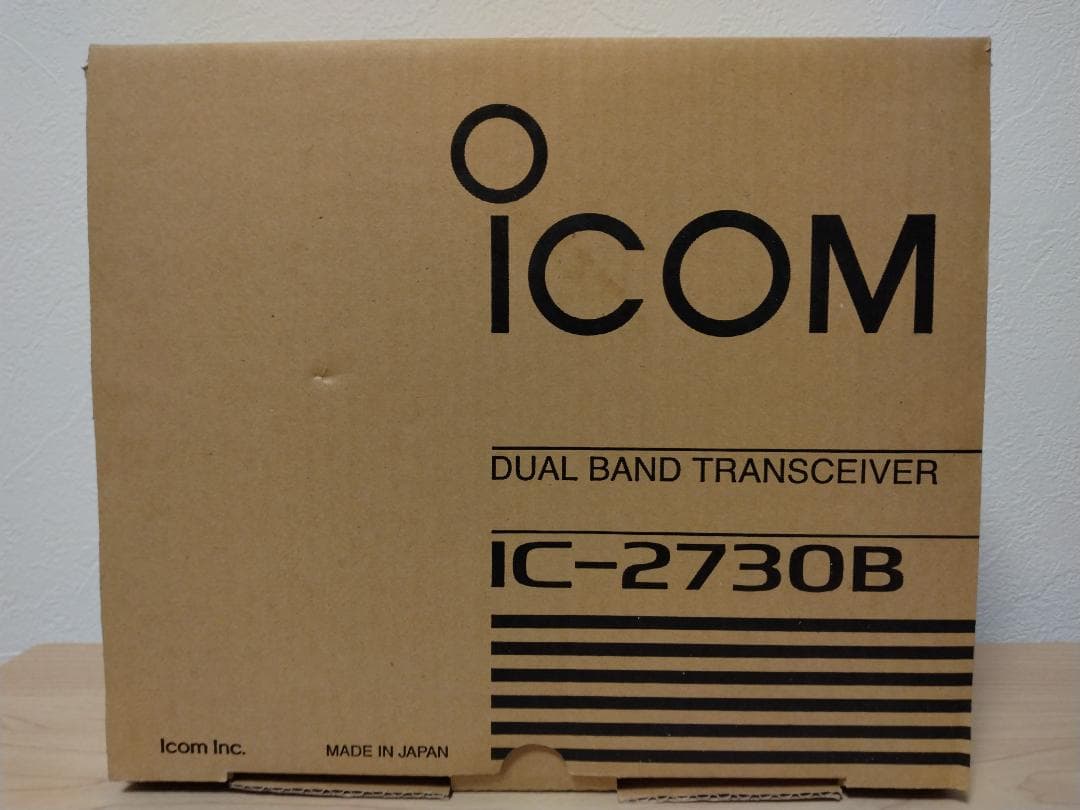 ICOM
DUAL BAND TRANSCEIVER
IC-2730B
Icom Inc.
MADE IN JAPAN